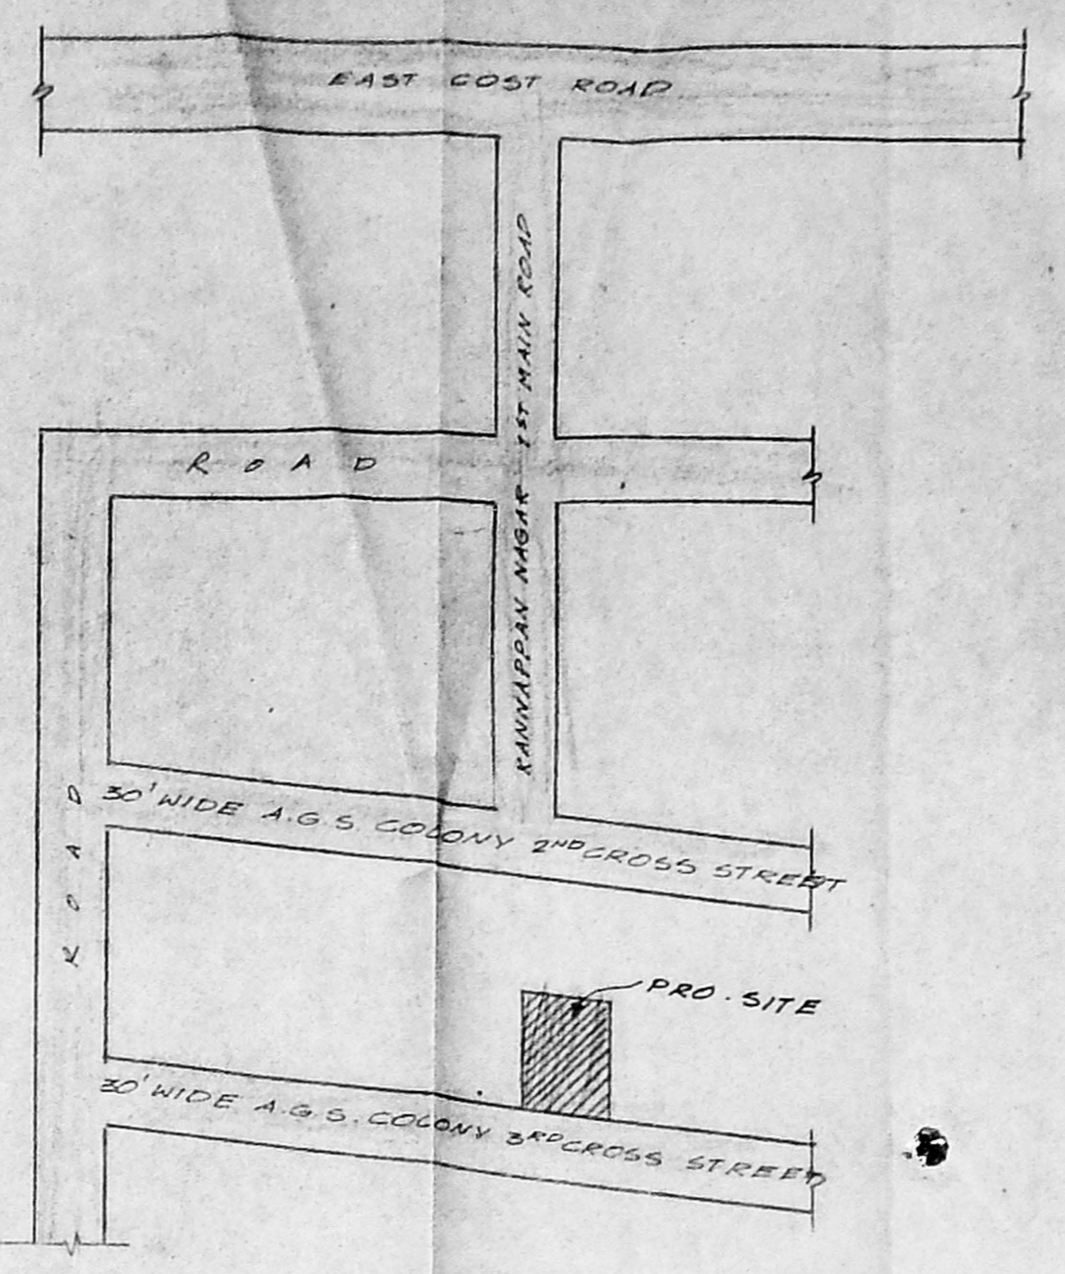 EAST COST ROAD
KANNAPPAN NAGAR 1ST MAIN ROAD
ROAD
ROAD
30' WIDE A.G.S. COLONY 2ND CROSS STREET
PRO. SITE
30' WIDE A.G.S. COLONY 3RD CROSS STREET